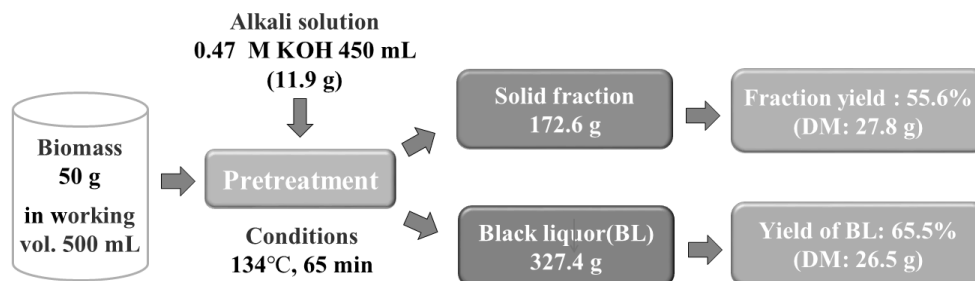 Alkali solution
0.47 M KOH 450 mL
(11.9 g)
Biomass
50 g
in working
vol. 500 mL
Pretreatment
Conditions
134℃, 65 min
Solid fraction
172.6 g
Fraction yield : 55.6%
(DM: 27.8 g)
Black liquor(BL)
327.4 g
Yield of BL: 65.5%
(DM: 26.5 g)